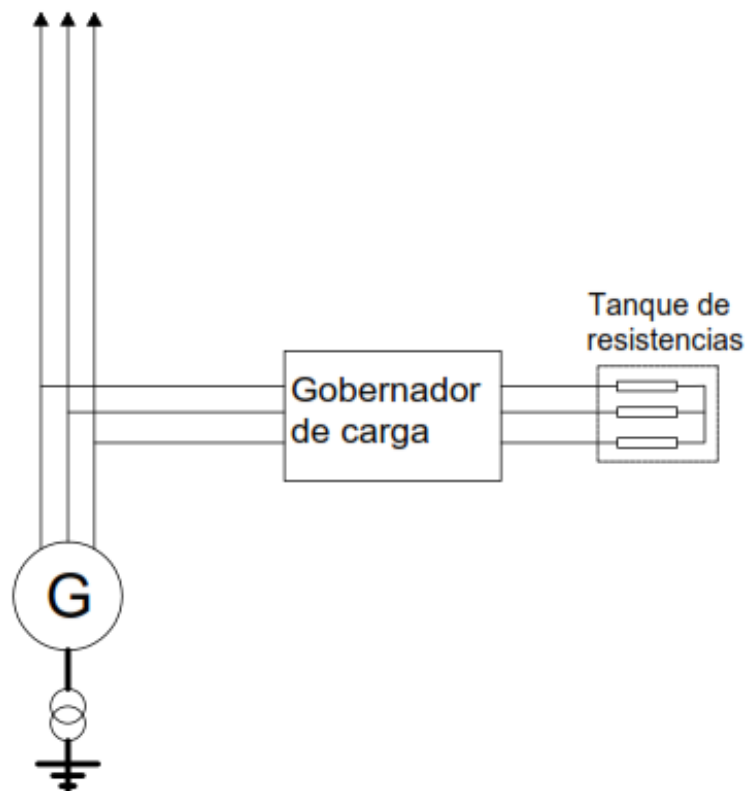 Tanque de
resistencias
Gobernador
de carga
G